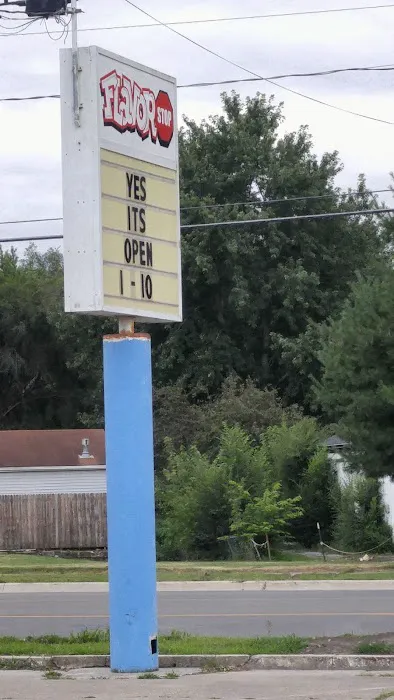 FLAVOR STOP
YES
ITS
OPEN
1 - 10